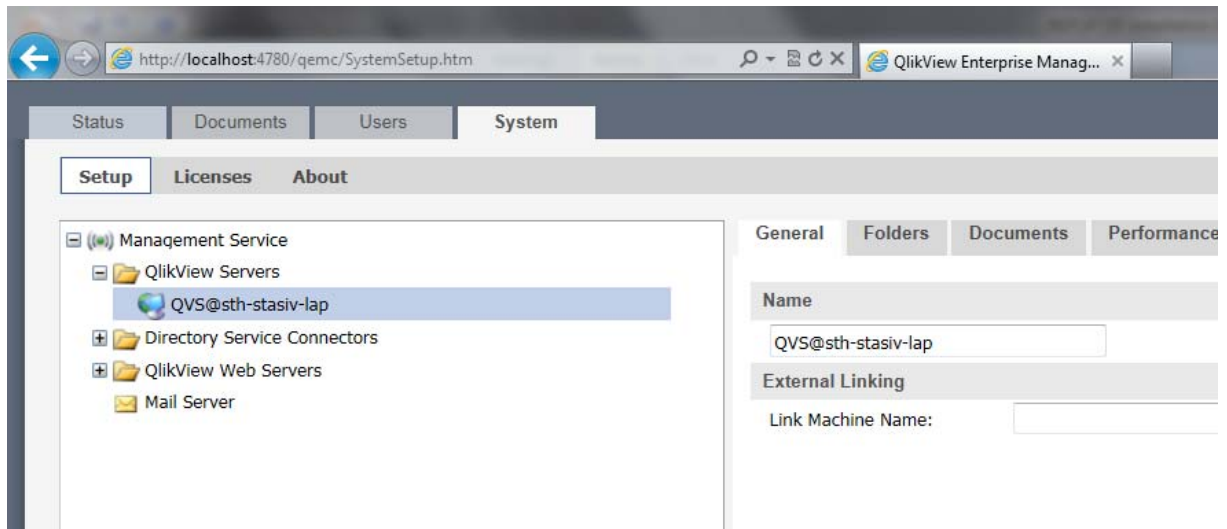 http://localhost:4780/qemc/SystemSetup.htm
QlikView Enterprise Manag...
Status Documents Users System
Setup Licenses About
Management Service
QlikView Servers
QVS@sth-stasiv-lap
Directory Service Connectors
QlikView Web Servers
Mail Server
General Folders Documents Performance
Name
QVS@sth-stasiv-lap
External Linking
Link Machine Name: